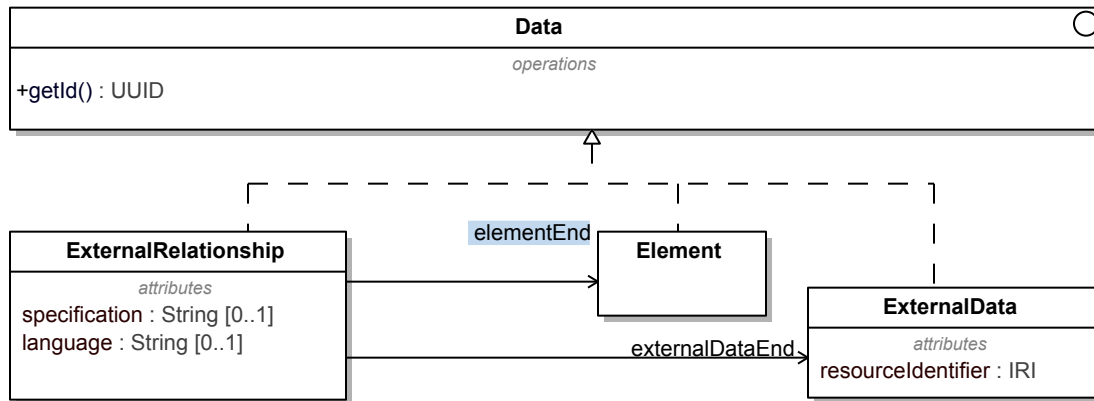 Data
operations
+getId() : UUID
elementEnd
ExternalRelationship
attributes
specification : String [0..1]
language : String [0..1]
Element
externalDataEnd
ExternalData
attributes
resourceIdentifier : IRI